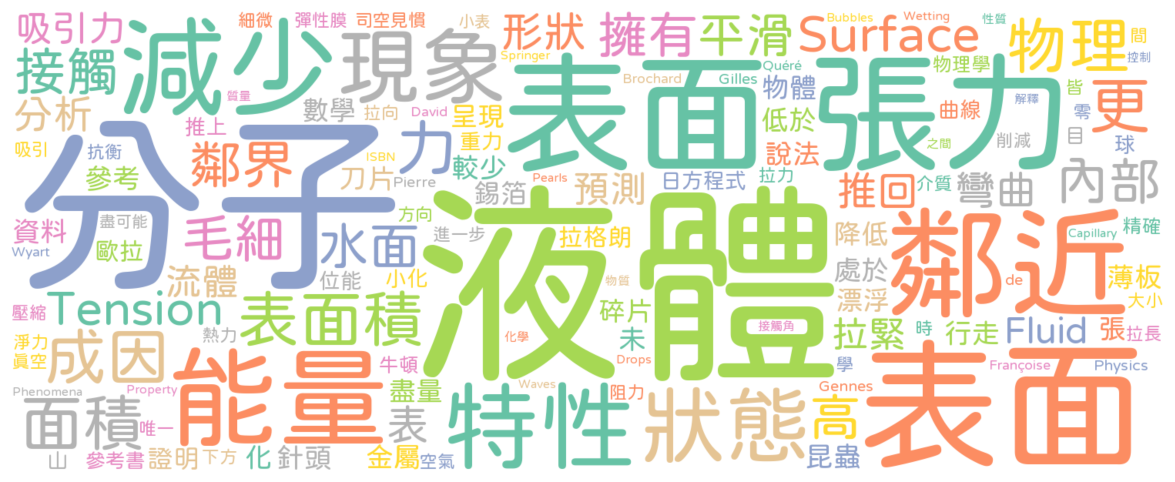 吸引力
細微
彈性膜
司空見慣
小表
形狀
擁有
平滑
Surface
Bubbles
Wetting
性質
物理
間
控制
接觸
減少
現象
Springer
Brochard
Gilles
Quéré
物體
物理學
皆
更
質量
數學
拉向
David
呈現
表面
張力
低於
曲線
解釋
零
目
球
分析
推上
重力
力
說法
削減
之間
吸引
抗衡
分子
鄰界
ISBN
較少
刀片
Pierre
Pearls
錫箔
預測
日方程式
拉力
推回
介質
彎曲
內部
參考
盡可能
資料
毛細
水面
方向
進一步
液體
拉格朗
降低
鄰近
Capillary
精確
Wyart
歐拉
流體
位能
小化
物質
處於
de
薄板
大小
壓縮
Tension
表面積
碎片
漂浮
熱力
化學
未
接觸角
拉緊
時
行走
Fluid
張
拉長
淨力
真空
成因
能量
牛頓
盡量
特性
Drops
Waves
阻力
狀態
學
Gennes
高
Françoise
Physics
表面
Phenomena
Property
面積
唯一
表
山
參考書
證明
下方
化
針頭
金屬
空氣
昆蟲